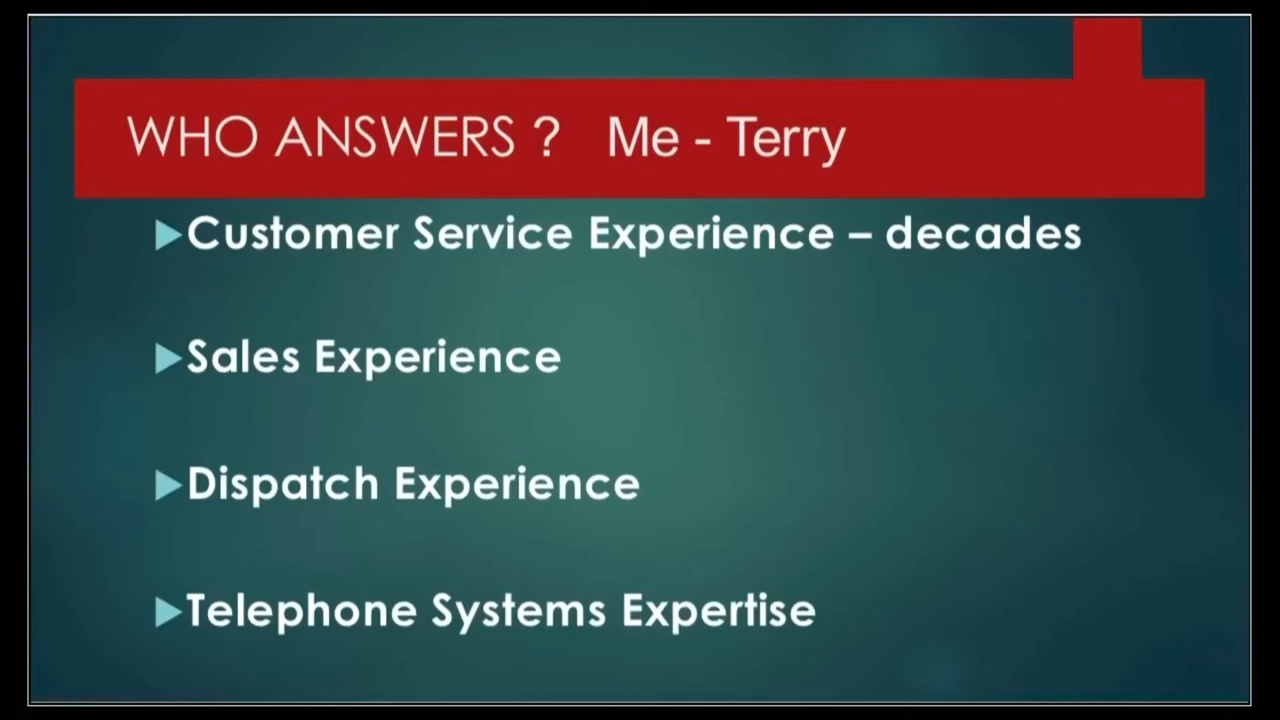 WHO ANSWERS ? Me - Terry
Customer Service Experience – decades
Sales Experience
Dispatch Experience
Telephone Systems Expertise